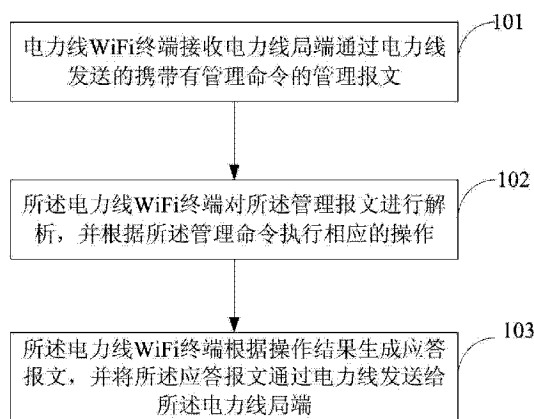 101
电力线WiFi终端接收电力线局端通过电力线
发送的携带有管理命令的管理报文
102
所述电力线WiFi终端对所述管理报文进行解
析，并根据所述管理命令执行相应的操作
103
所述电力线WiFi终端根据操作结果生成应答
报文，并将所述应答报文通过电力线发送给
所述电力线局端